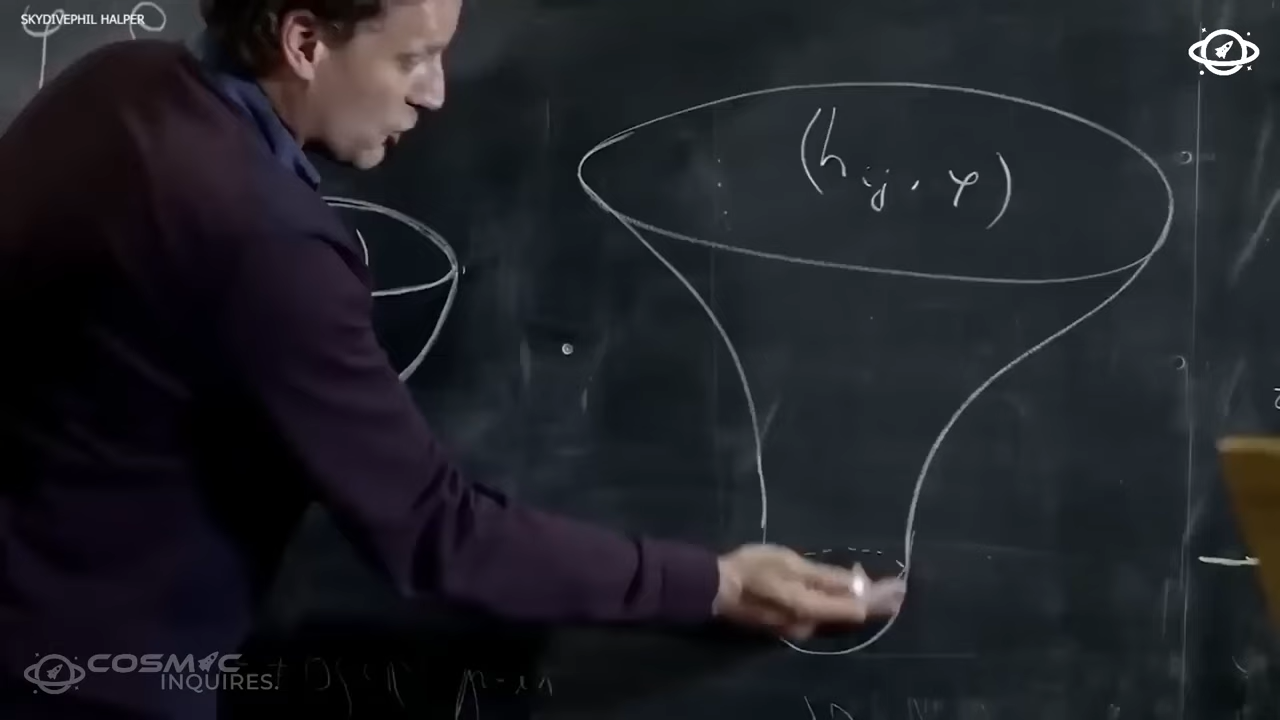 SKYDIVEPHIL HALPER
(h_ij, φ)
COSMIC
INQUIRES.